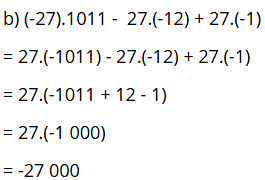 b) (-27).1011 - 27.(-12) + 27.(-1)
= 27.(-1011) - 27.(-12) + 27.(-1)
= 27.(-1011 + 12 - 1)
= 27.(-1 000)
= -27 000